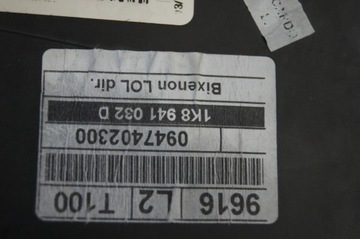 9616 L2 T100
0947402300
1K8 941 032 D
Bixenon LOL dir.